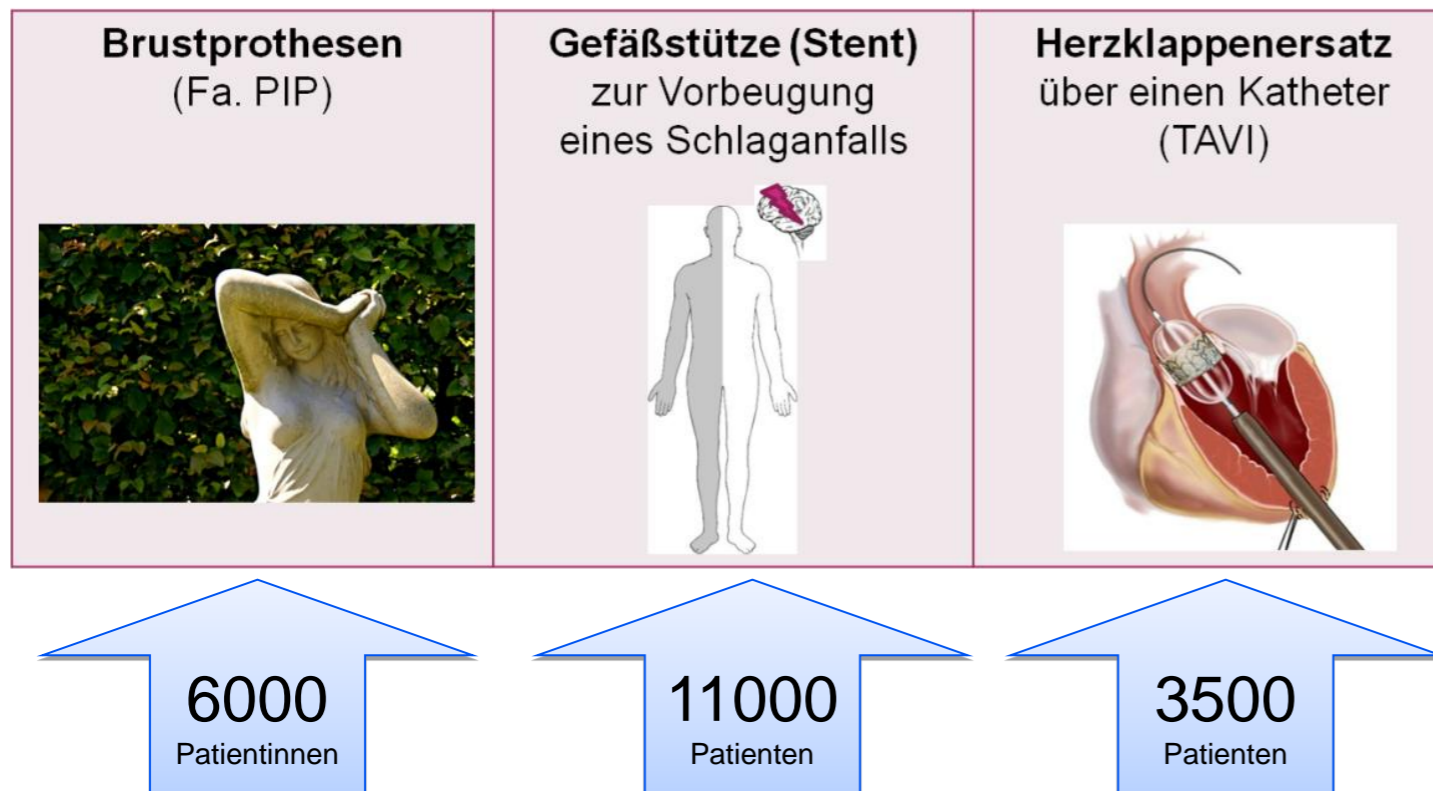 Brustprothesen
(Fa. PIP)
Gefäßstütze (Stent)
zur Vorbeugung
eines Schlaganfalls
Herzklappenersatz
über einen Katheter
(TAVI)
6000
Patientinnen
11000
Patienten
3500
Patienten